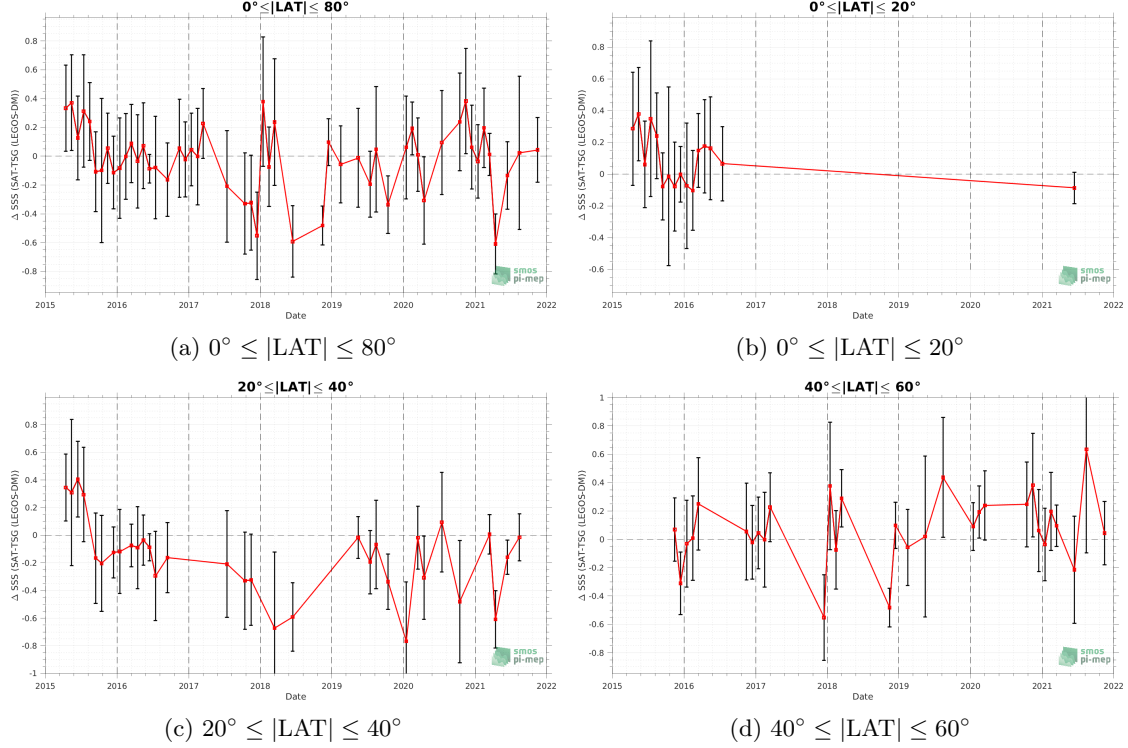 0°≤|LAT|≤ 80°
Δ SSS (SAT-TSG (LEGOS-DM))
0.8
0.6
0.4
0.2
0
-0.2
-0.4
-0.6
-0.8
2015 2016 2017 2018 2019 2020 2021 2022
Date
smos
pi-mep
(a) 0° ≤ |LAT| ≤ 80°
0°≤|LAT|≤ 20°
Δ SSS (SAT-TSG (LEGOS-DM))
1
0.8
0.6
0.4
0.2
0
-0.2
-0.4
-0.6
2015 2016 2017 2018 2019 2020 2021 2022
Date
smos
pi-mep
(b) 0° ≤ |LAT| ≤ 20°
20°≤|LAT|≤ 40°
Δ SSS (SAT-TSG (LEGOS-DM))
0.8
0.6
0.4
0.2
0
-0.2
-0.4
-0.6
-0.8
-1
2015 2016 2017 2018 2019 2020 2021 2022
Date
smos
pi-mep
(c) 20° ≤ |LAT| ≤ 40°
40°≤|LAT|≤ 60°
Δ SSS (SAT-TSG (LEGOS-DM))
1
0.8
0.6
0.4
0.2
0
-0.2
-0.4
-0.6
-0.8
2015 2016 2017 2018 2019 2020 2021 2022
Date
smos
pi-mep
(d) 40° ≤ |LAT| ≤ 60°